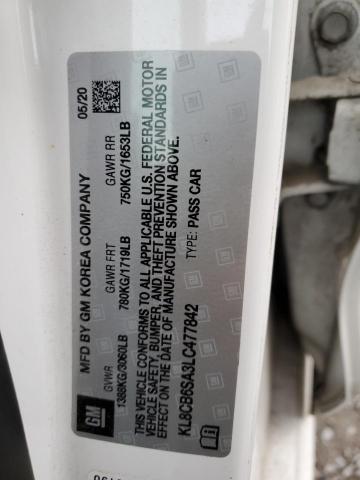 MFD BY GM KOREA COMPANY
05/20
GVWR
GAWR FRT
GAWR RR
1388KG/3060LB
780KG/1719LB
750KG/1653LB
THIS VEHICLE CONFORMS TO ALL APPLICABLE U.S. FEDERAL MOTOR
VEHICLE SAFETY, BUMPER, AND THEFT PREVENTION STANDARDS IN
EFFECT ON THE DATE OF MANUFACTURE SHOWN ABOVE.
KL8CB6SA3LC477842
TYPE: PASS CAR
GM